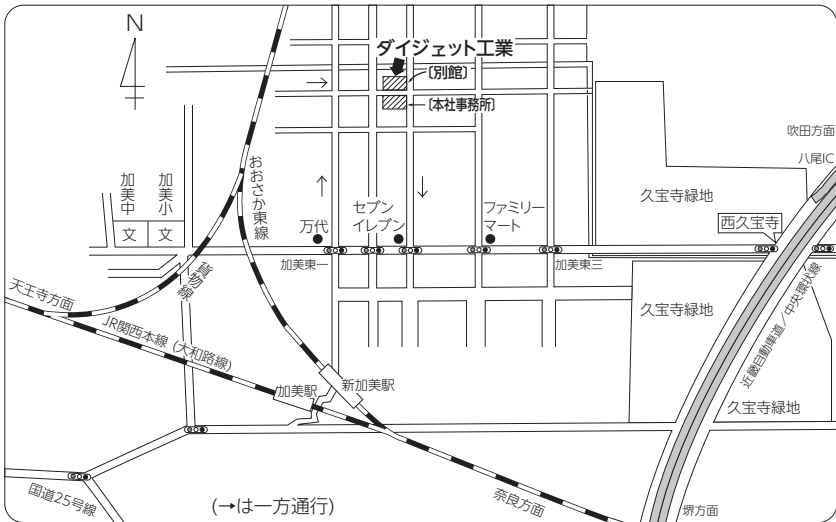 N
ダイジェット工業
〔別館〕
〔本社事務所〕
→
吹田方面
八尾IC
加美中
加美小
文
文
おおさか東線
↑
↓
万代
セブン
イレブン
ファミリー
マート
久宝寺緑地
西久宝寺
加美東一
加美東三
貨物線
天王寺方面
JR関西本線 (大和路線)
久宝寺緑地
近畿自動車道/中央環状線
加美駅
新加美駅
久宝寺緑地
国道25号線
(→は一方通行)
奈良方面
堺方面